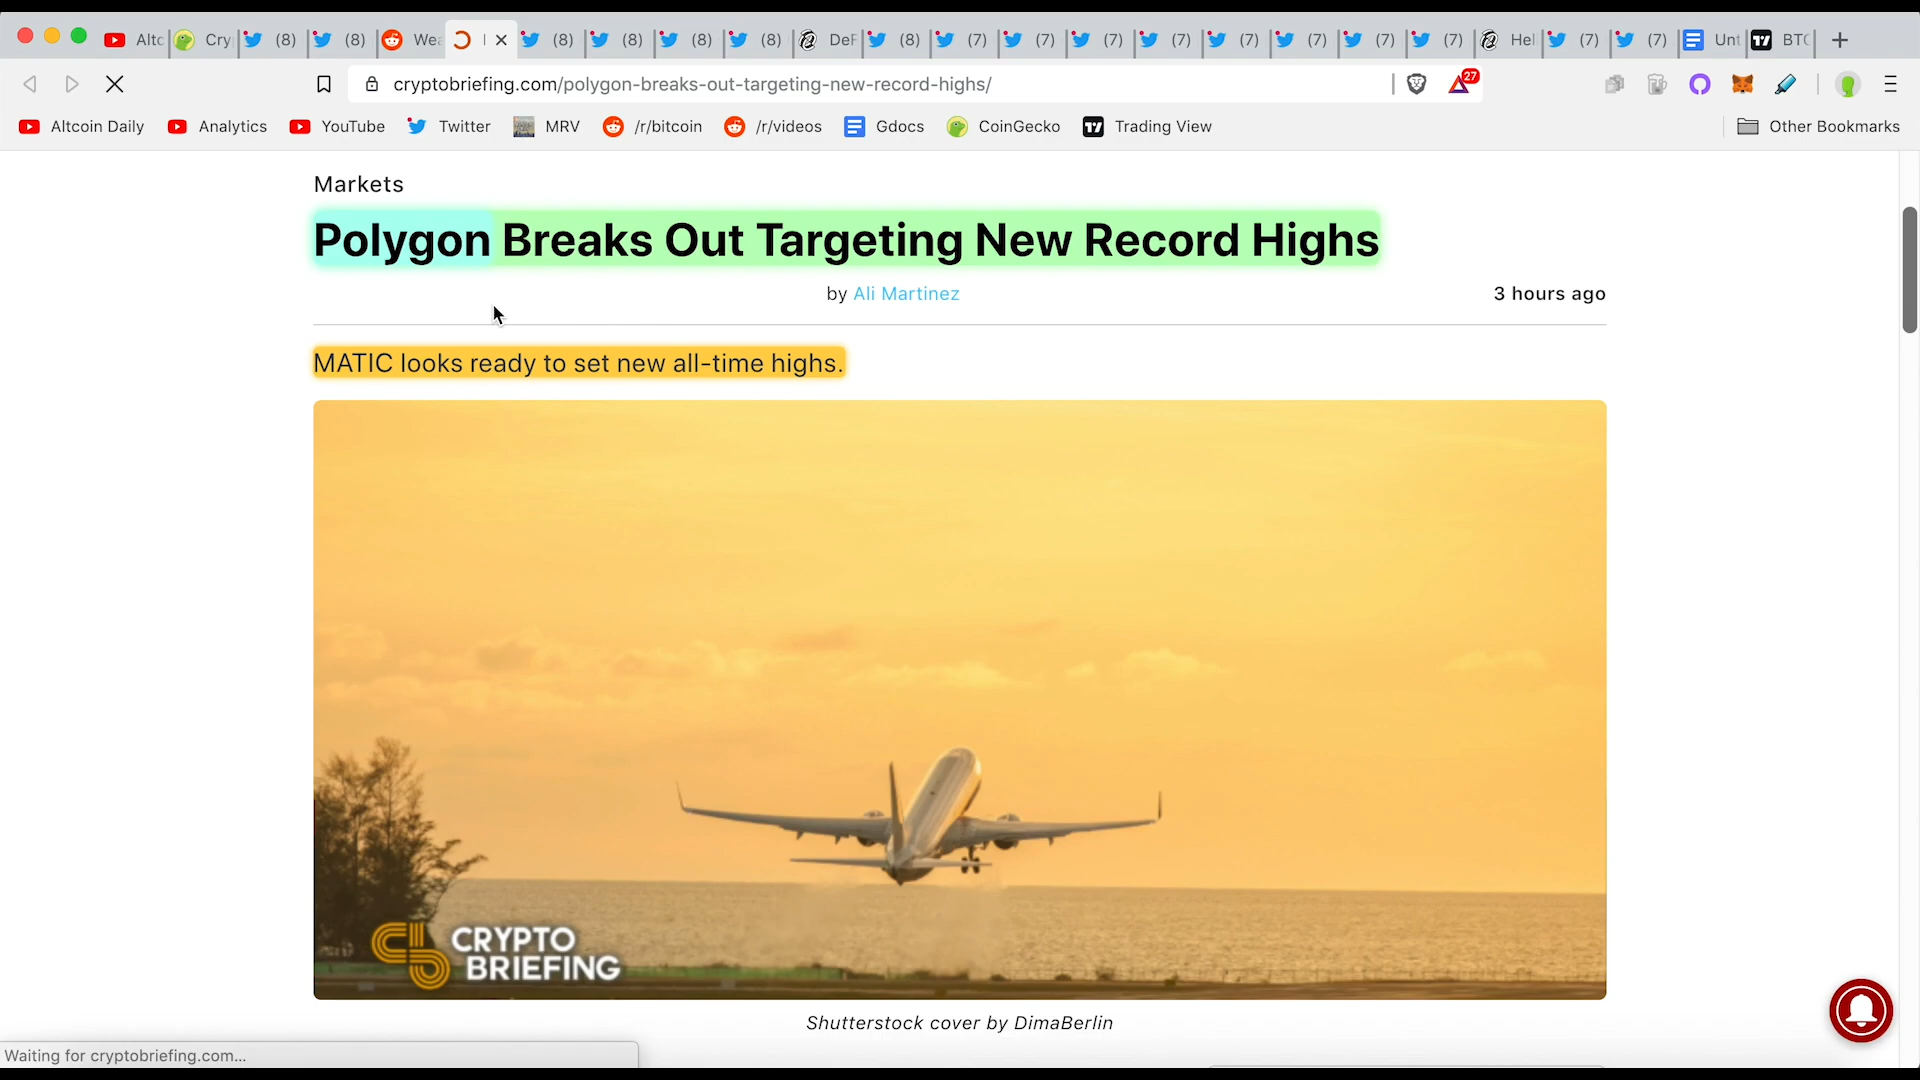 Altc
Cry
(8)
(8)
Wea
(8)
(8)
(8)
(8)
DeF
(8)
(7)
(7)
(7)
(7)
(7)
(7)
(7)
(7)
Hel
(7)
(7)
Unt
BTC
cryptobriefing.com/polygon-breaks-out-targeting-new-record-highs/
27
Altcoin Daily
Analytics
YouTube
Twitter
MRV
/r/bitcoin
/r/videos
Gdocs
CoinGecko
Trading View
Other Bookmarks
Markets
Polygon Breaks Out Targeting New Record Highs
by Ali Martinez
3 hours ago
MATIC looks ready to set new all-time highs.
CRYPTO
BRIEFING
Shutterstock cover by DimaBerlin
Waiting for cryptobriefing.com...